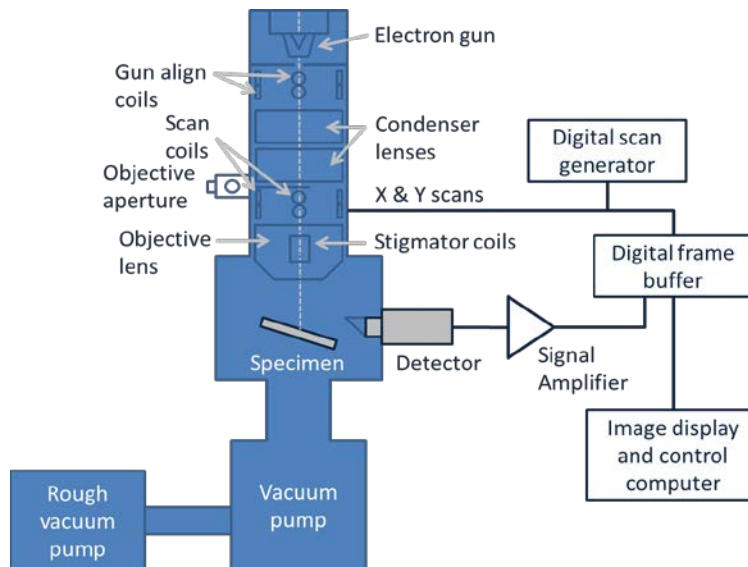 Electron gun
Gun align
coils
Scan
coils
Condenser
lenses
Digital scan
generator
Objective
aperture
X & Y scans
Objective
lens
Stigmator coils
Digital frame
buffer
Specimen
Detector
Signal
Amplifier
Image display
and control
computer
Rough
vacuum
pump
Vacuum
pump